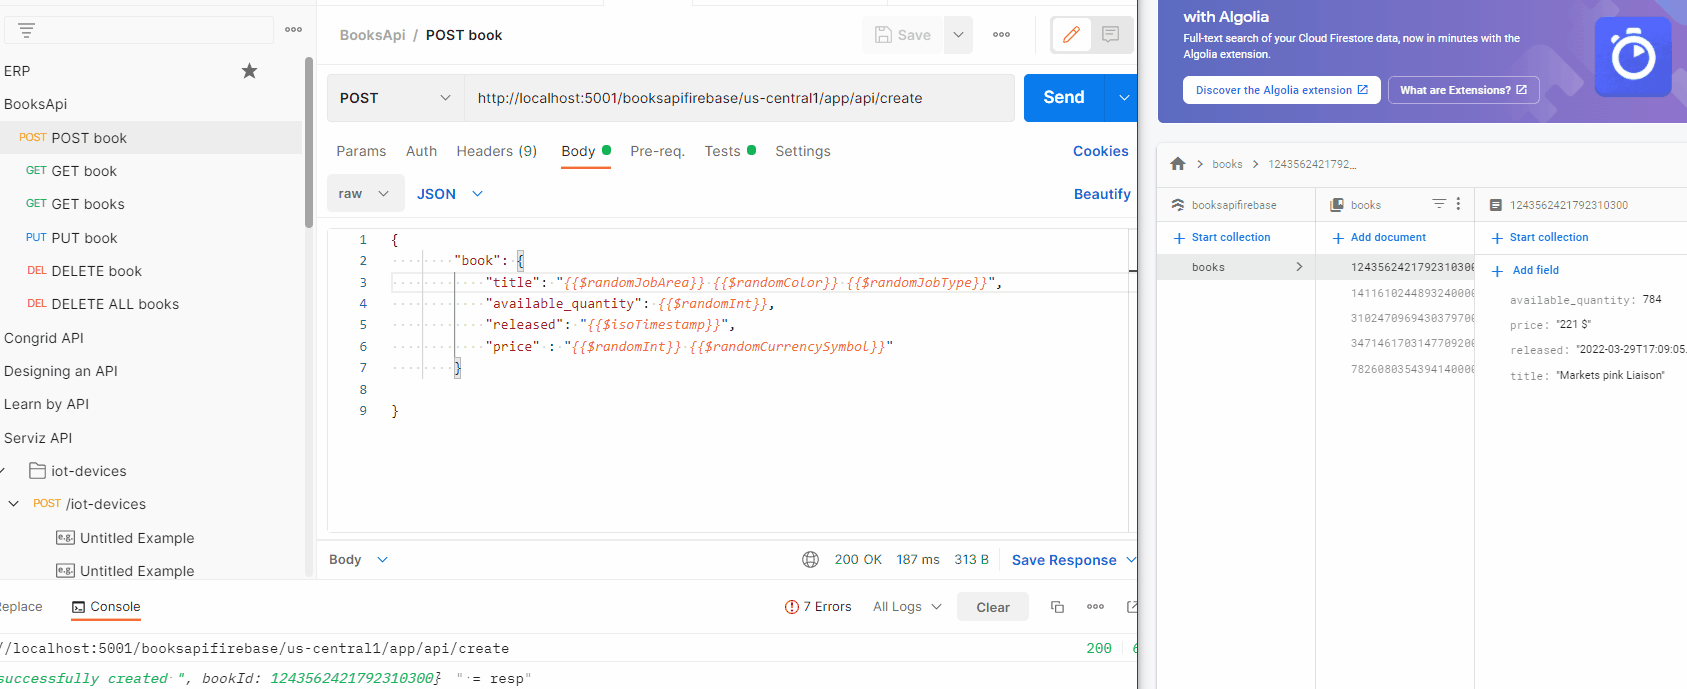 ERP
BooksApi
POST POST book
GET GET book
GET GET books
PUT PUT book
DEL DELETE book
DEL DELETE ALL books
Congrid API
Designing an API
Learn by API
Serviz API
iot-devices
POST /iot-devices
e.g. Untitled Example
e.g. Untitled Example
BooksApi / POST book
Save
POST
http://localhost:5001/booksapifirebase/us-central1/app/api/create
Send
Params Auth Headers (9) Body Pre-req. Tests Settings
Cookies
raw JSON
Beautify
1 {
2 "book": {
3 "title": "{{$randomJobArea}} {{$randomColor}} {{$randomJobType}}",
4 "available_quantity": {{$randomInt}},
5 "released": "{{$isoTimestamp}}",
6 "price" : "{{$randomInt}} {{$randomCurrencySymbol}}"
7 }
8
9 }
Body
200 OK 187 ms 313 B Save Response
eplace Console
7 Errors All Logs Clear
//localhost:5001/booksapifirebase/us-central1/app/api/create
200
successfully created ", bookId: 1243562421792310300} " = resp"
with Algolia
Full-text search of your Cloud Firestore data, now in minutes with the
Algolia extension.
Discover the Algolia extension
What are Extensions?
books > 1243562421792...
booksapifirebase
Start collection
books
books
Add document
1243562421792310300
1411610244893240000
3102470969430379700
3471461703147709200
7826080354394140000
1243562421792310300
Start collection
Add field
available_quantity: 784
price: "221 $"
released: "2022-03-29T17:09:05.
title: "Markets pink Liaison"